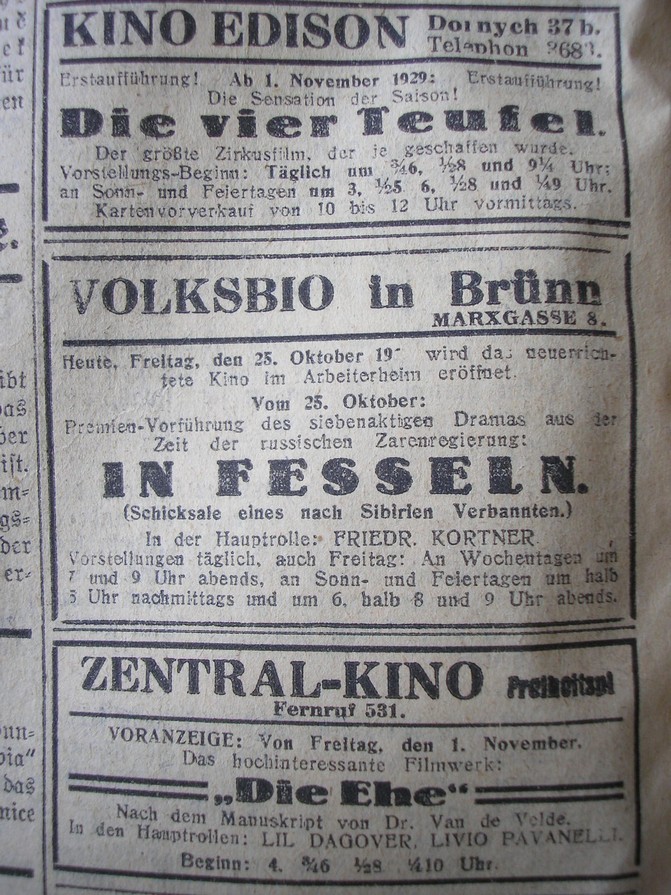 KINO EDISON
Dornych 37 b.
Telephon
Erstaufführung! Ab 1. November 1929: Erstaufführung!
Die Sensation der Saison!
Die vier Teufel.
Der größte Zirkusfilm, der je geschaffen wurde.
Vorstellungs-Beginn: Täglich um ¾6, ½8 und 9¼ Uhr;
an Sonn- und Feiertagen um 3, ½5, 6, ½8 und ¼9 Uhr.
Kartenvorverkauf von 10 bis 12 Uhr vormittags.
VOLKSBIO in Brünn
MARXGASSE 8.
Heute, Freitag, den 25. Oktober wird das neuerrich-
tete Kino im Arbeiterheim eröffnet.
Vom 25. Oktober:
Premien-Vorführung des siebenaktigen Dramas aus der
Zeit der russischen Zarenregierung:
IN FESSELN.
(Schicksale eines nach Sibirien Verbannten.)
In der Hauptrolle: FRIEDR. KORTNER.
Vorstellungen täglich, auch Freitag: An Wochentagen um
7 und 9 Uhr abends, an Sonn- und Feiertagen um halb
5 Uhr nachmittags und um 6, halb 8 und 9 Uhr abends.
ZENTRAL-KINO Freiheitspl
Fernruf 531.
VORANZEIGE: Von Freitag, den 1. November.
Das hochinteressante Filmwerk:
„Die Ehe“
Nach dem Manuskript von Dr. Van de Velde.
In den Hauptrollen: LIL DAGOVER, LIVIO PAVANELLI.
Beginn: 4, ¾6 ½8 ¼10 Uhr.